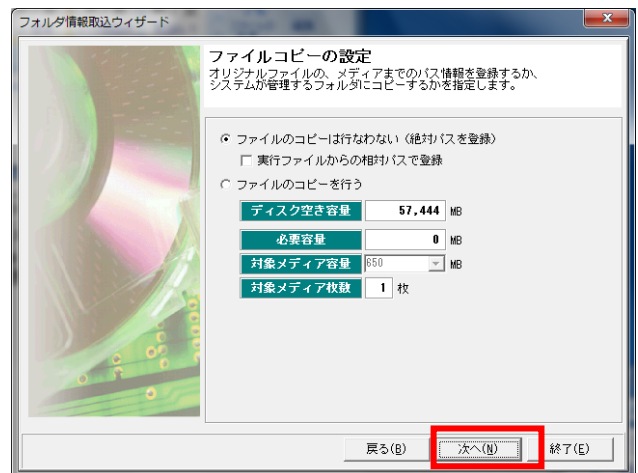 フォルダ情報取込ウィザード
ファイルコピーの設定
オリジナルファイルの、メディアまでのパス情報を登録するか、
システムが管理するフォルダにコピーするかを指定します。
ファイルのコピーは行なわない（絶対パスを登録）
実行ファイルからの相対パスで登録
ファイルのコピーを行う
ディスク空き容量 57,444 MB
必要容量 0 MB
対象メディア容量 650 MB
対象メディア枚数 1 枚
戻る(B) 次へ(N) 終了(E)